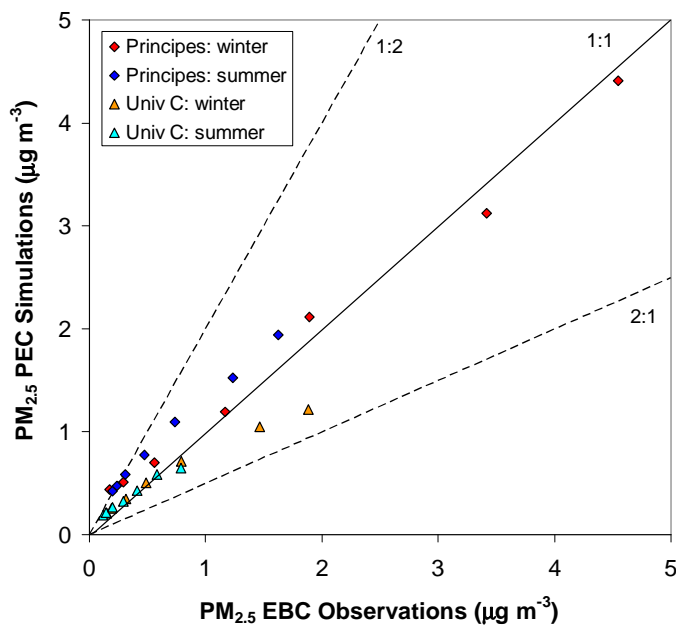 5
Principes: winter
Principes: summer
Univ C: winter
Univ C: summer
1:2
1:1
4
3
2
2:1
1
0
0 1 2 3 4 5
PM2.5 PEC Simulations (μg m-3)
PM2.5 EBC Observations (μg m-3)